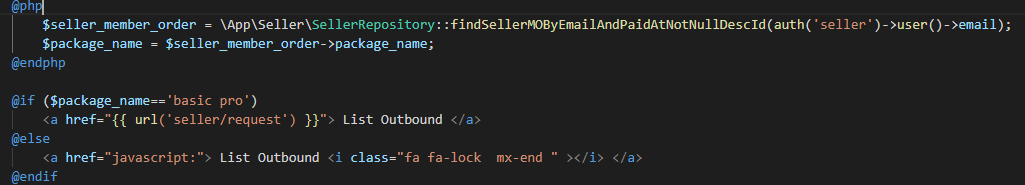 @php
    $seller_member_order = \App\Seller\SellerRepository::findSellerMOByEmailAndPaidAtNotNullDescId(auth('seller')->user()->email);
    $package_name = $seller_member_order->package_name;
@endphp

@if ($package_name=='basic pro')
    <a href="{{ url('seller/request') }}"> List Outbound </a>
@else
    <a href="javascript:"> List Outbound <i class="fa fa-lock  mx-end " ></i> </a>
@endif